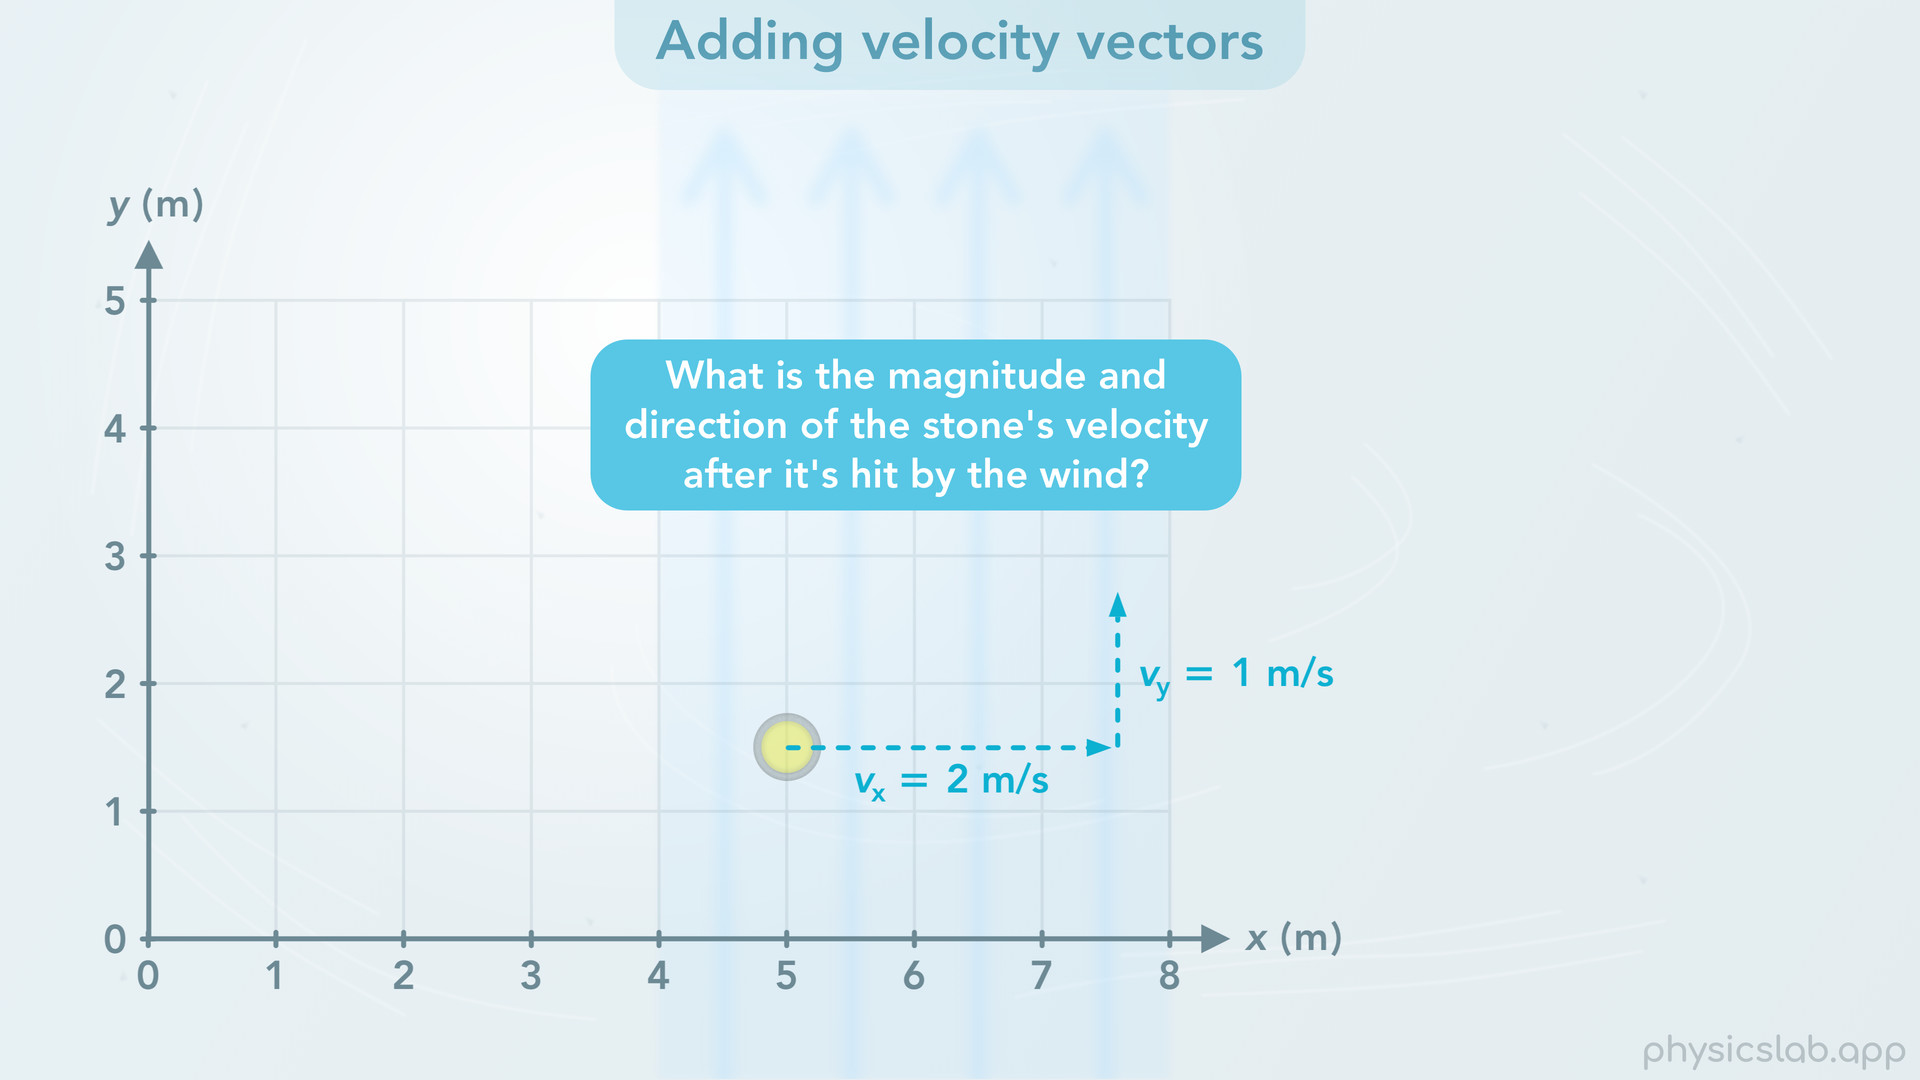 Adding velocity vectors
y (m)
5
4
3
2
1
0
What is the magnitude and
direction of the stone's velocity
after it's hit by the wind?
vy = 1 m/s
vx = 2 m/s
x (m)
0 1 2 3 4 5 6 7 8
physicslab.app